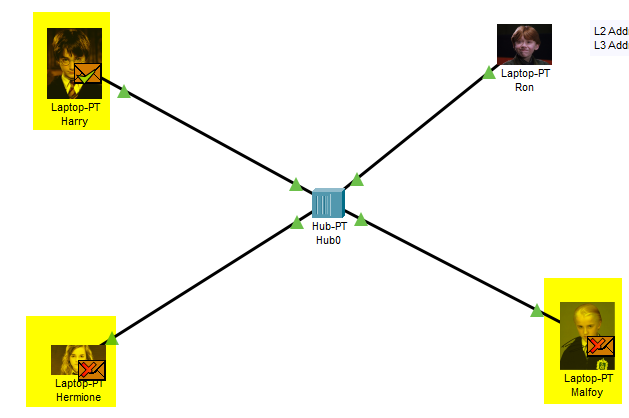 Laptop-PT
Harry
Laptop-PT
Ron
L2 Add
L3 Add
Hub-PT
Hub0
Laptop-PT
Hermione
Laptop-PT
Malfoy